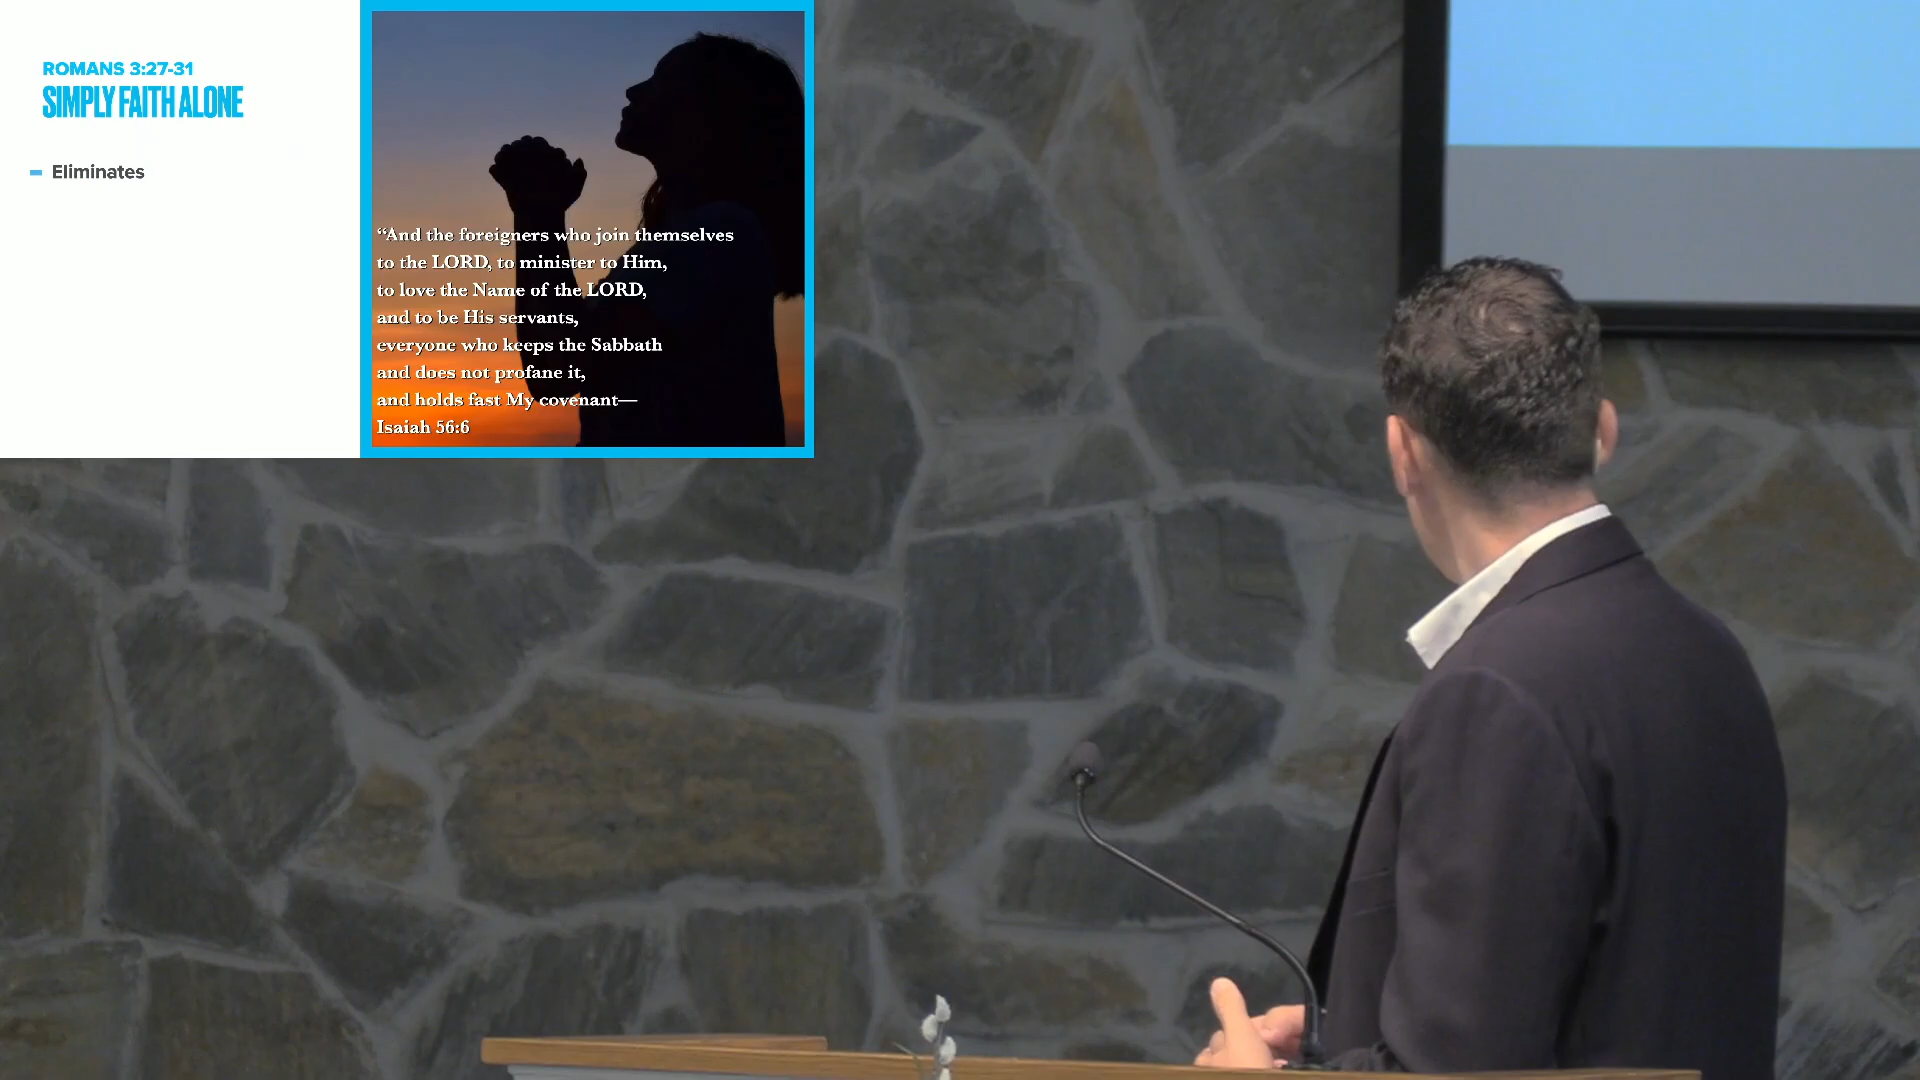 ROMANS 3:27-31
SIMPLY FAITH ALONE
Eliminates
“And the foreigners who join themselves
to the LORD, to minister to Him,
to love the Name of the LORD,
and to be His servants,
everyone who keeps the Sabbath
and does not profane it,
and holds fast My covenant—
Isaiah 56:6